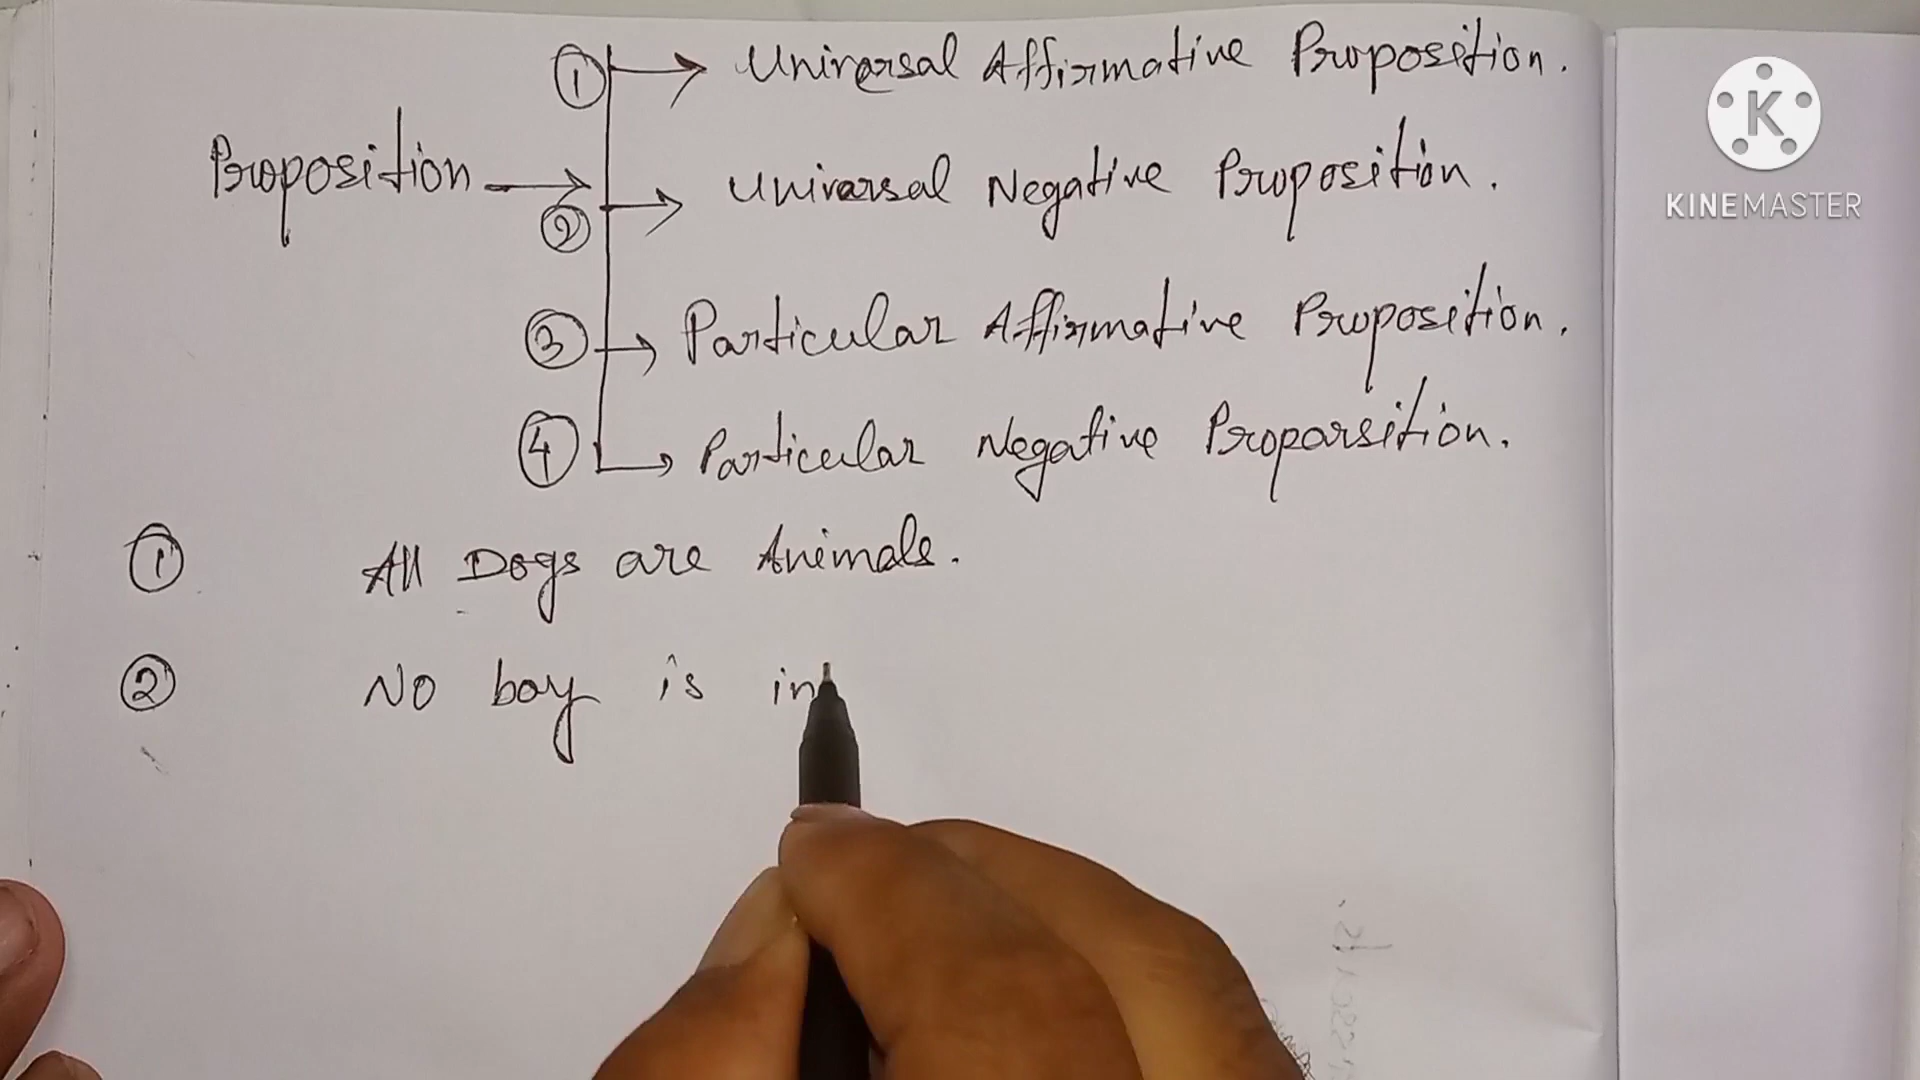 ① → Universal Affirmative Proposition.
Proposition →
② → Universal Negative Proposition.
③ → Particular Affirmative Proposition.
④ → Particular Negative Proparsition.
① All Dogs are Animals.
② No boy is in
K
KINEMASTER